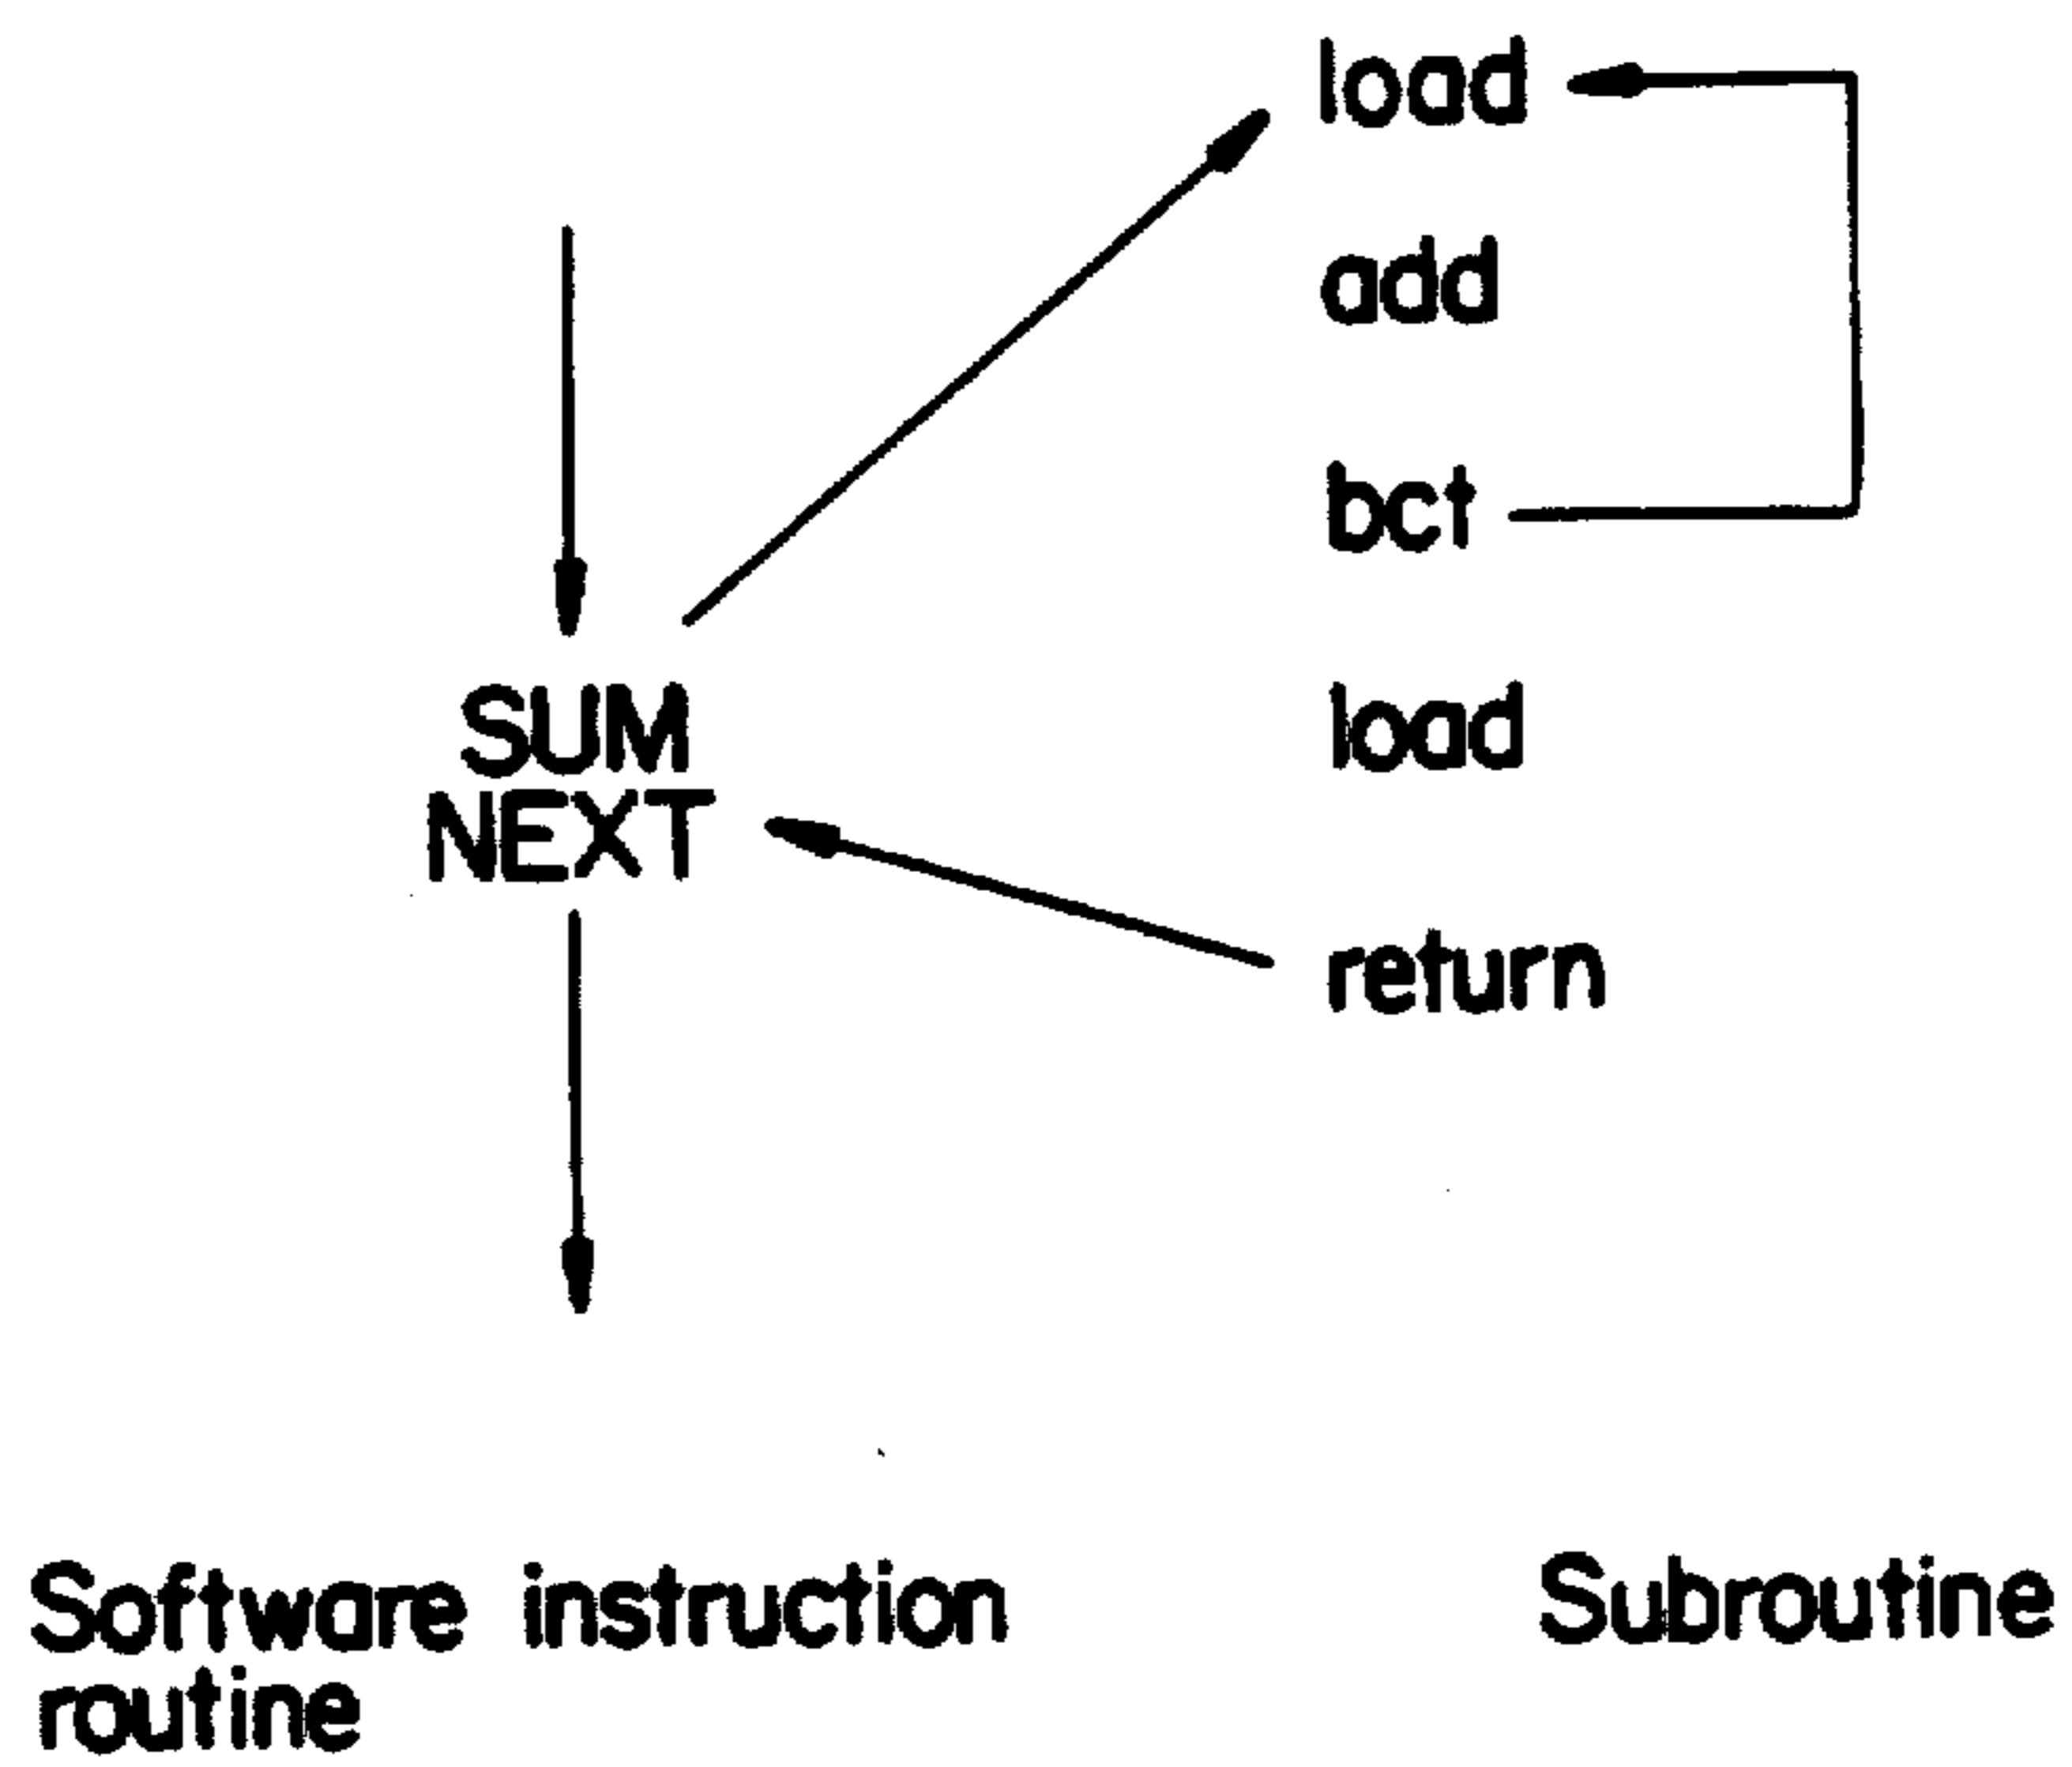 load
add
bct
SUM
load
NEXT
return
Software instruction
routine
Subroutine